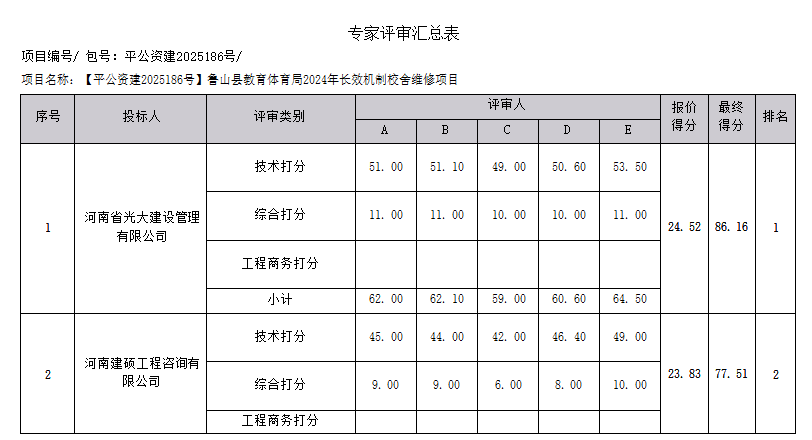 专家评审汇总表
项目编号/ 包号：平公资建2025186号/
项目名称：【平公资建2025186号】鲁山县教育体育局2024年长效机制校舍维修项目
序号 投标人 评审类别 评审人 报价得分 最终得分 排名
A B C D E
技术打分 51.00 51.10 49.00 50.60 53.50
1 河南省光大建设管理有限公司 综合打分 11.00 11.00 10.00 10.00 11.00 24.52 86.16 1
工程商务打分
小计 62.00 62.10 59.00 60.60 64.50
技术打分 45.00 44.00 42.00 46.40 49.00
2 河南建硕工程咨询有限公司 综合打分 9.00 9.00 6.00 8.00 10.00 23.83 77.51 2
工程商务打分